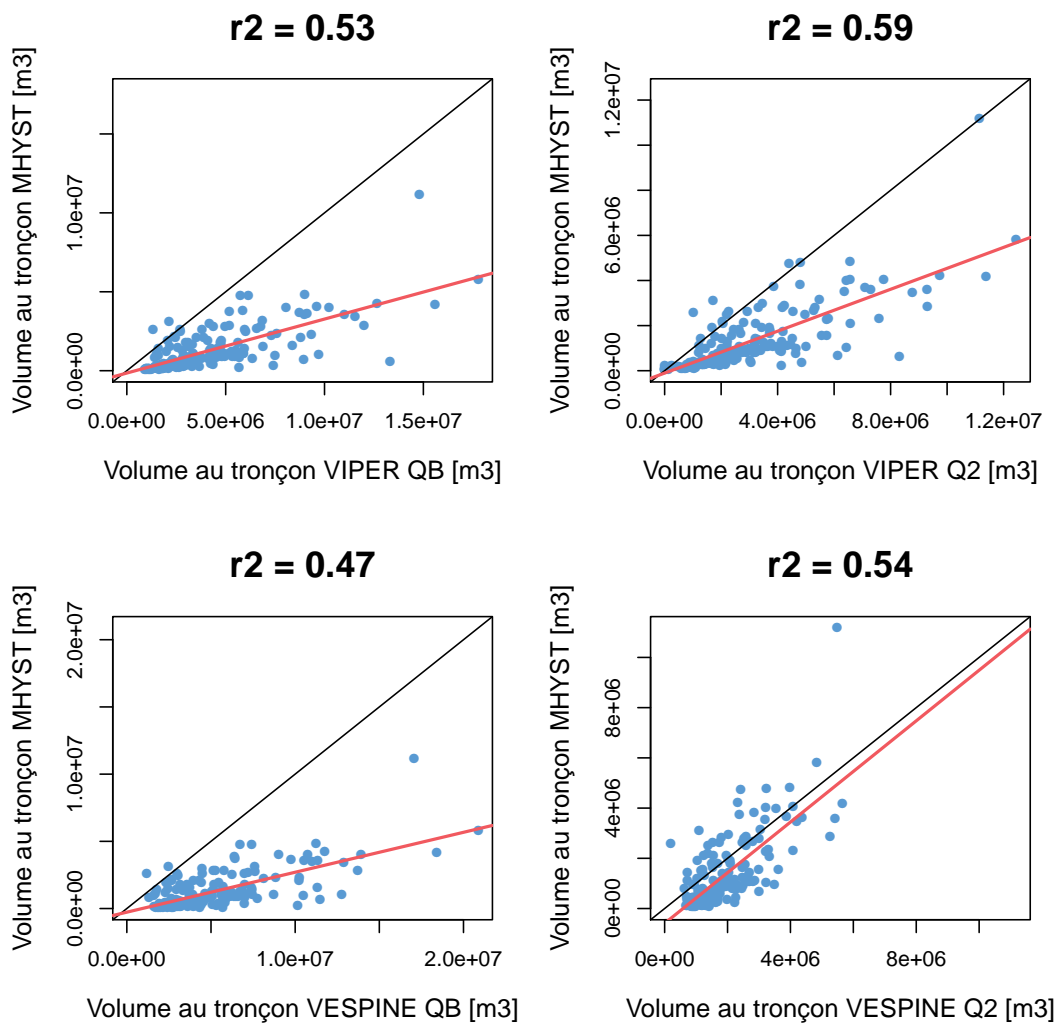 r2 = 0.53
Volume au tronçon MHYST [m3]
0.0e+00 1.0e+07
0.0e+00 5.0e+06 1.0e+07 1.5e+07
Volume au tronçon VIPER QB [m3]
r2 = 0.59
Volume au tronçon MHYST [m3]
0.0e+00 6.0e+06 1.2e+07
0.0e+00 4.0e+06 8.0e+06 1.2e+07
Volume au tronçon VIPER Q2 [m3]
r2 = 0.47
Volume au tronçon MHYST [m3]
0.0e+00 1.0e+07 2.0e+07
0.0e+00 1.0e+07 2.0e+07
Volume au tronçon VESPINE QB [m3]
r2 = 0.54
Volume au tronçon MHYST [m3]
0e+00 4e+06 8e+06
0e+00 4e+06 8e+06
Volume au tronçon VESPINE Q2 [m3]